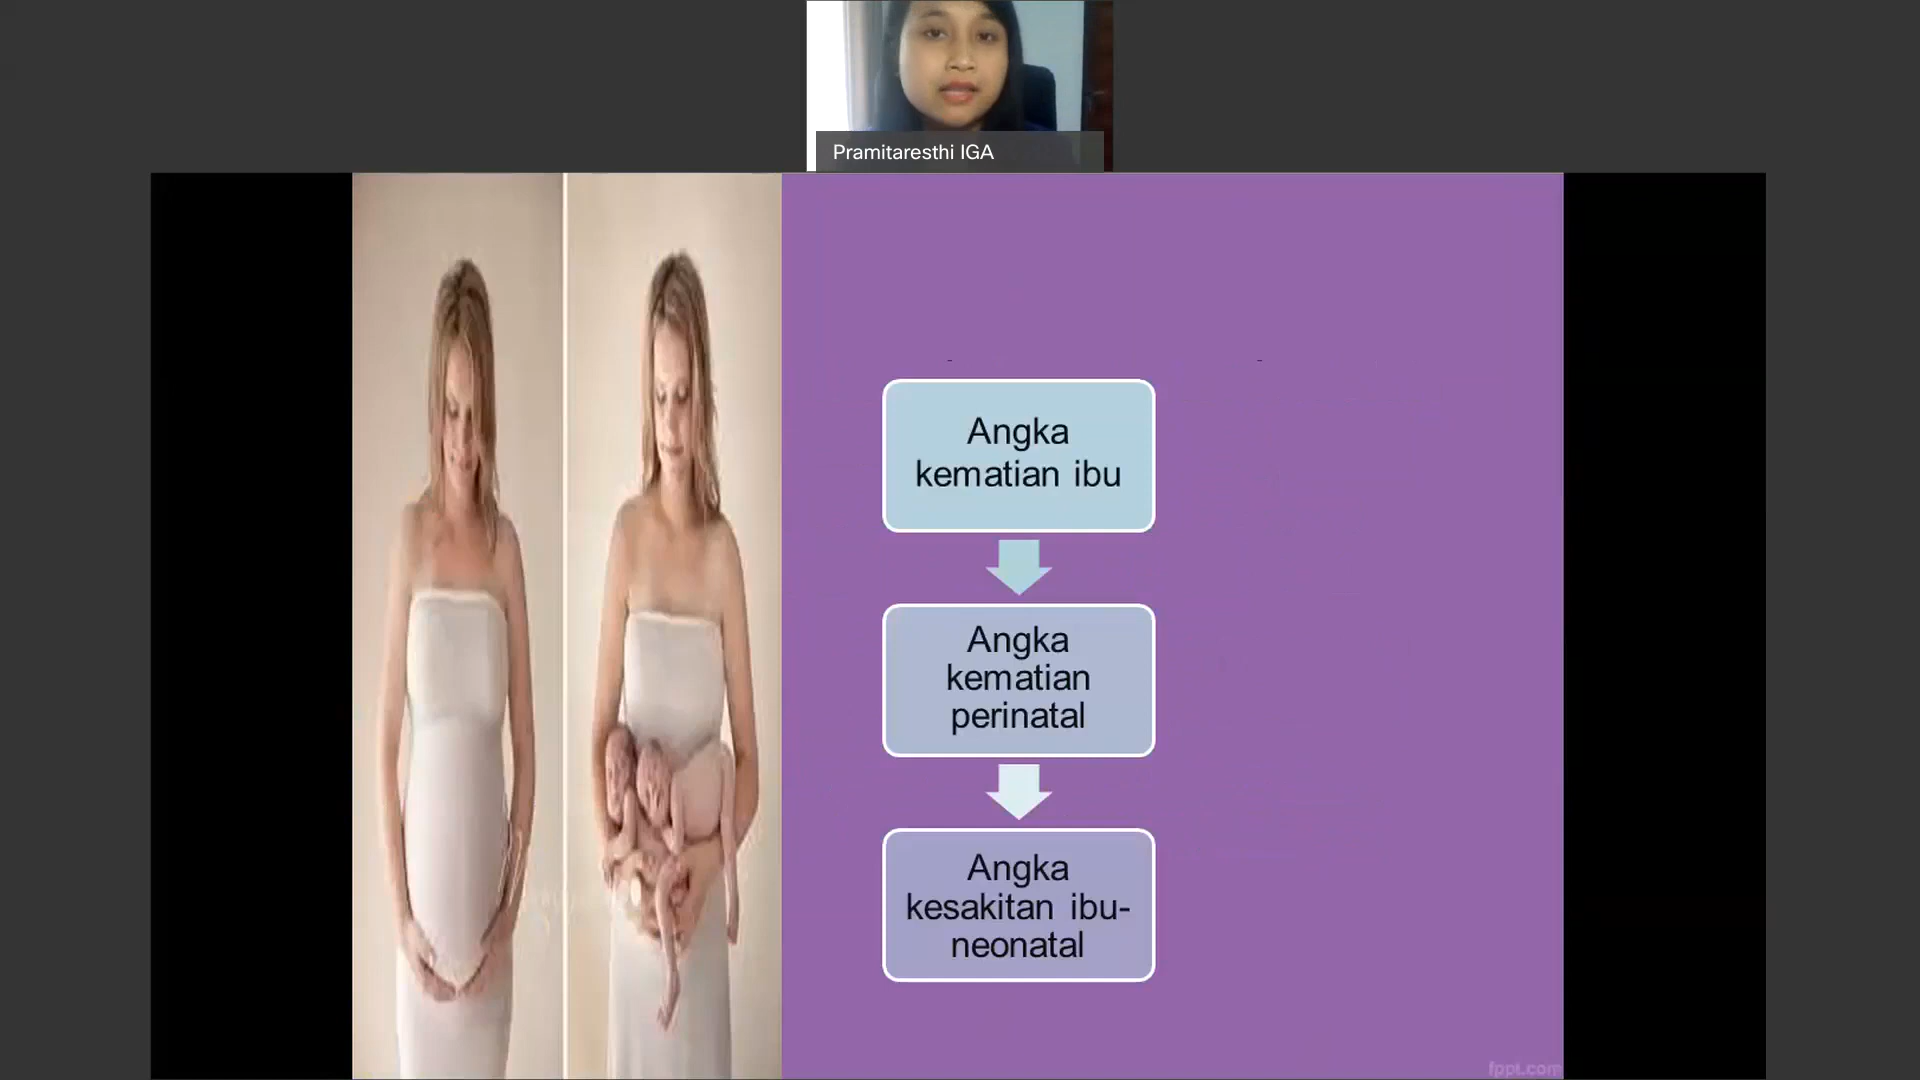 Pramitaresthi IGA
Angka
kematian ibu
Angka
kematian
perinatal
Angka
kesakitan ibu-
neonatal
fppt.com